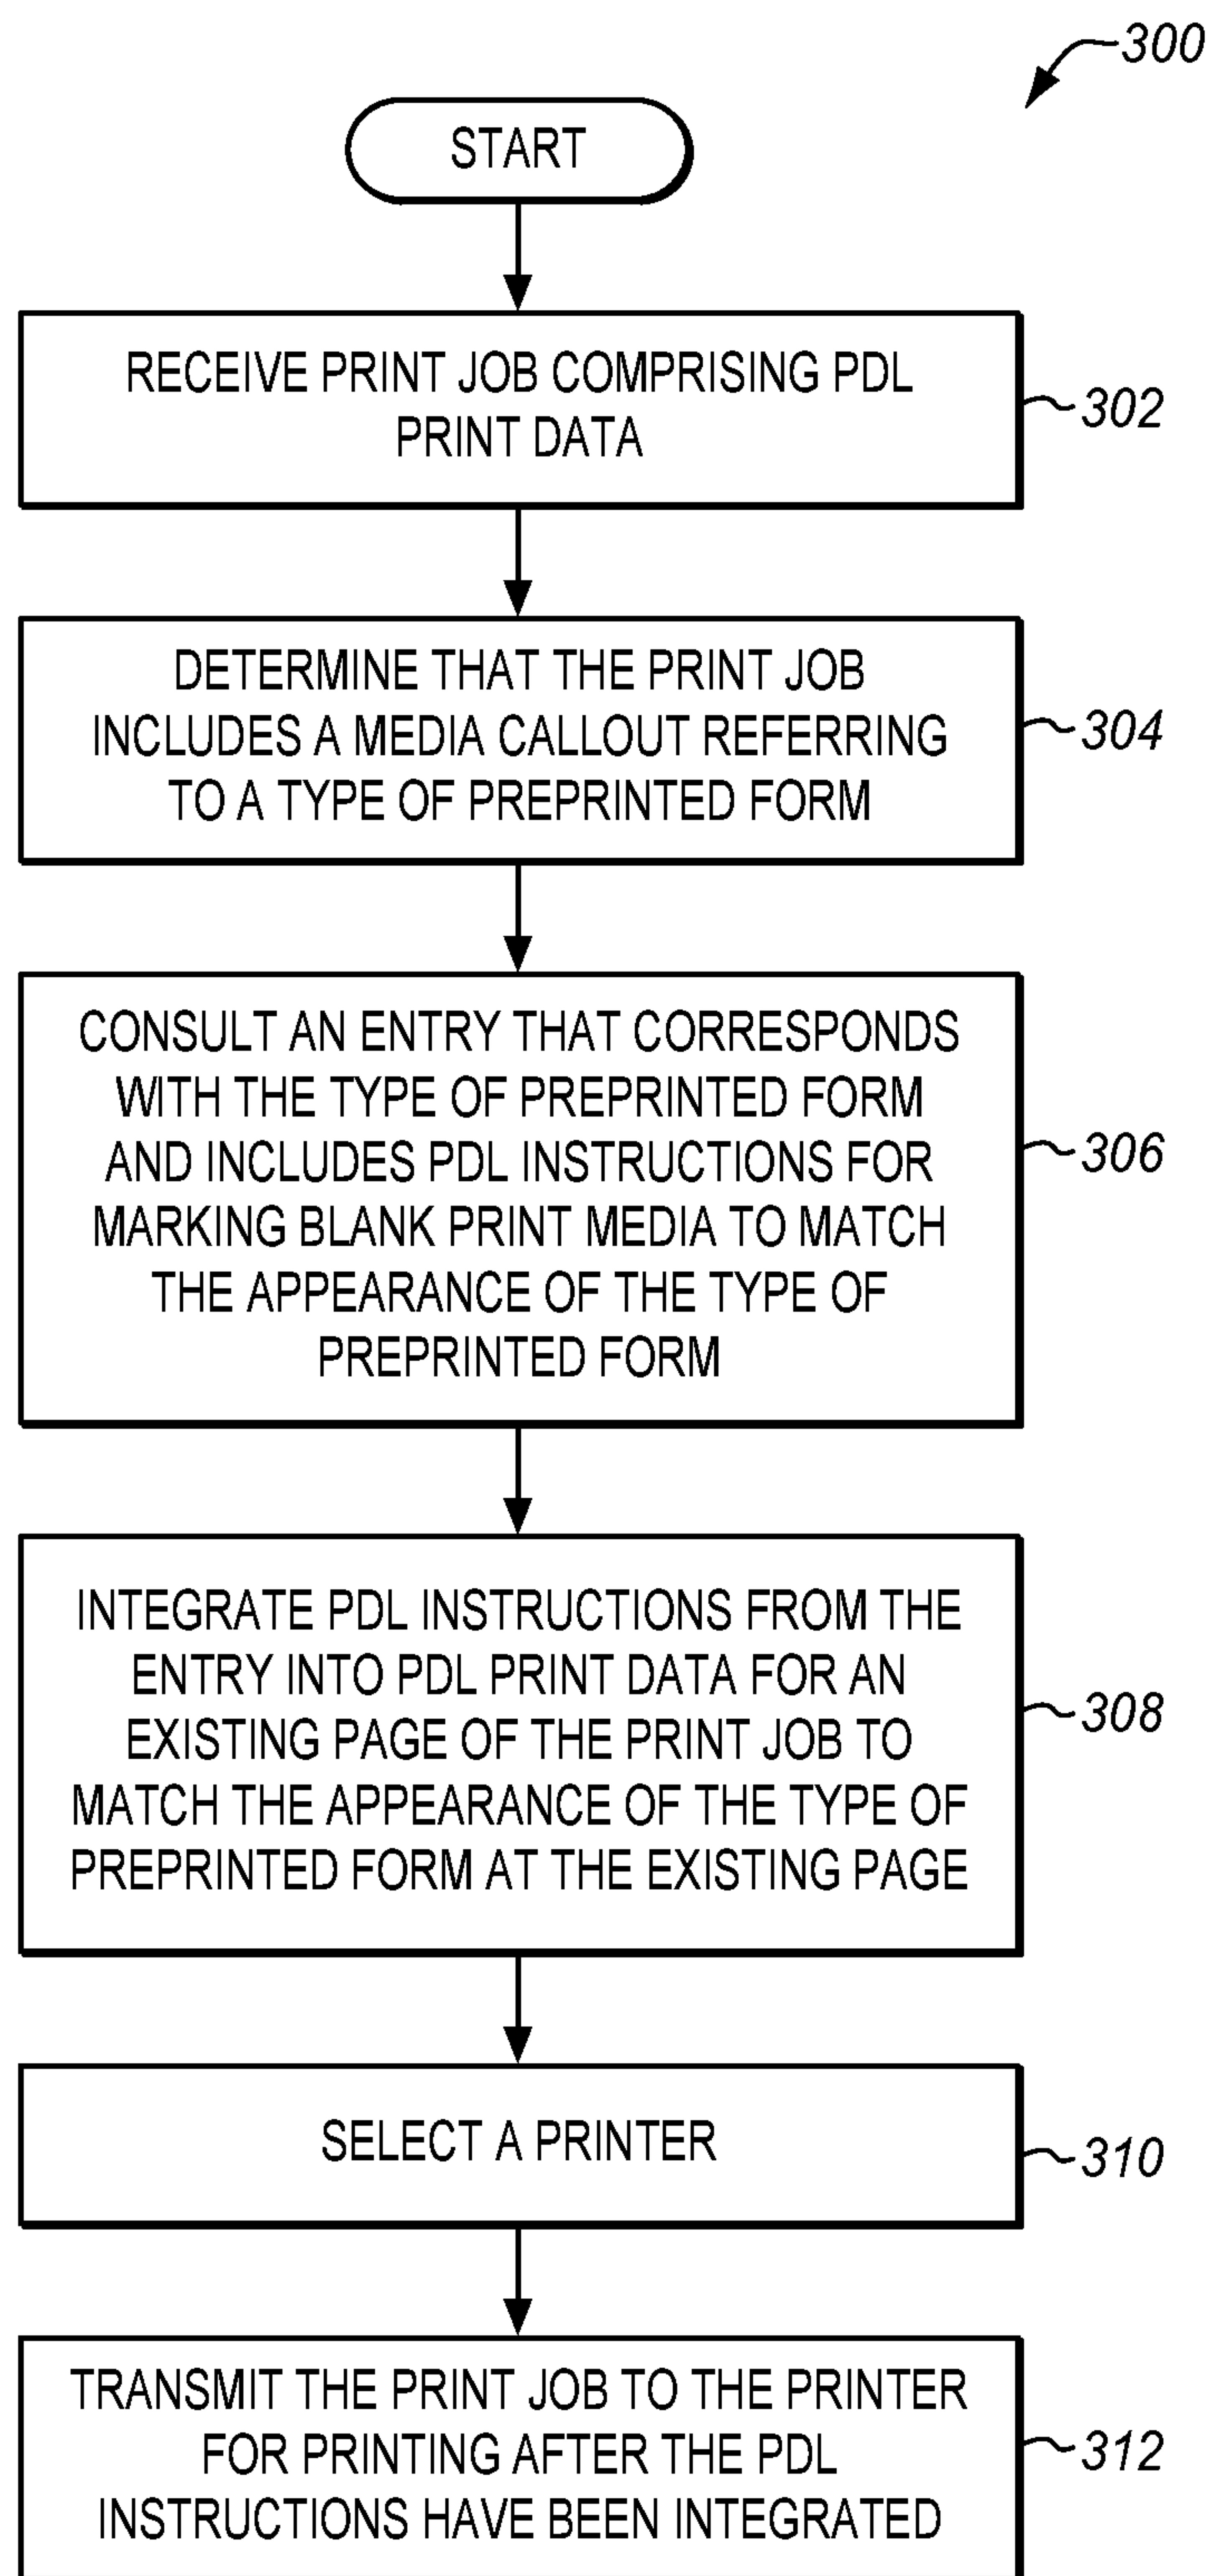 300
START
RECEIVE PRINT JOB COMPRISING PDL
PRINT DATA
302
DETERMINE THAT THE PRINT JOB
INCLUDES A MEDIA CALLOUT REFERRING
TO A TYPE OF PREPRINTED FORM
304
CONSULT AN ENTRY THAT CORRESPONDS
WITH THE TYPE OF PREPRINTED FORM
AND INCLUDES PDL INSTRUCTIONS FOR
MARKING BLANK PRINT MEDIA TO MATCH
THE APPEARANCE OF THE TYPE OF
PREPRINTED FORM
306
INTEGRATE PDL INSTRUCTIONS FROM THE
ENTRY INTO PDL PRINT DATA FOR AN
EXISTING PAGE OF THE PRINT JOB TO
MATCH THE APPEARANCE OF THE TYPE OF
PREPRINTED FORM AT THE EXISTING PAGE
308
SELECT A PRINTER
310
TRANSMIT THE PRINT JOB TO THE PRINTER
FOR PRINTING AFTER THE PDL
INSTRUCTIONS HAVE BEEN INTEGRATED
312